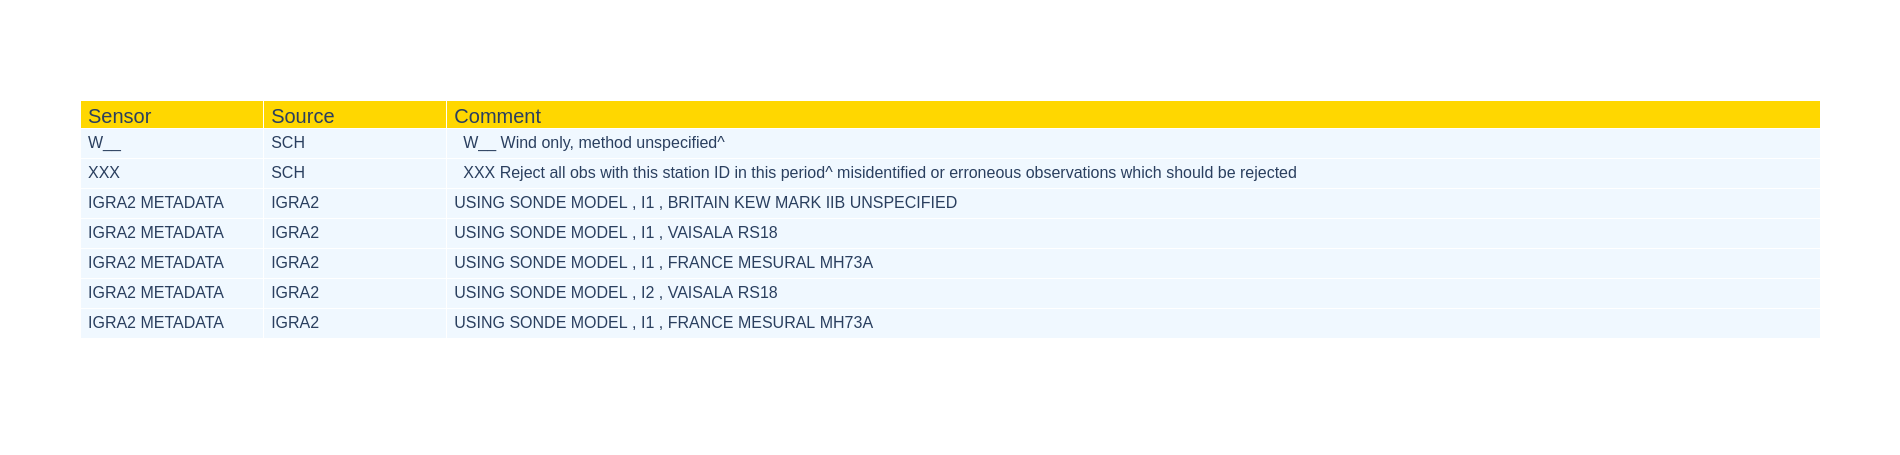 Sensor Source Comment
W__ SCH W__ Wind only, method unspecified^
XXX SCH XXX Reject all obs with this station ID in this period^ misidentified or erroneous observations which should be rejected
IGRA2 METADATA IGRA2 USING SONDE MODEL , I1 , BRITAIN KEW MARK IIB UNSPECIFIED
IGRA2 METADATA IGRA2 USING SONDE MODEL , I1 , VAISALA RS18
IGRA2 METADATA IGRA2 USING SONDE MODEL , I1 , FRANCE MESURAL MH73A
IGRA2 METADATA IGRA2 USING SONDE MODEL , I2 , VAISALA RS18
IGRA2 METADATA IGRA2 USING SONDE MODEL , I1 , FRANCE MESURAL MH73A